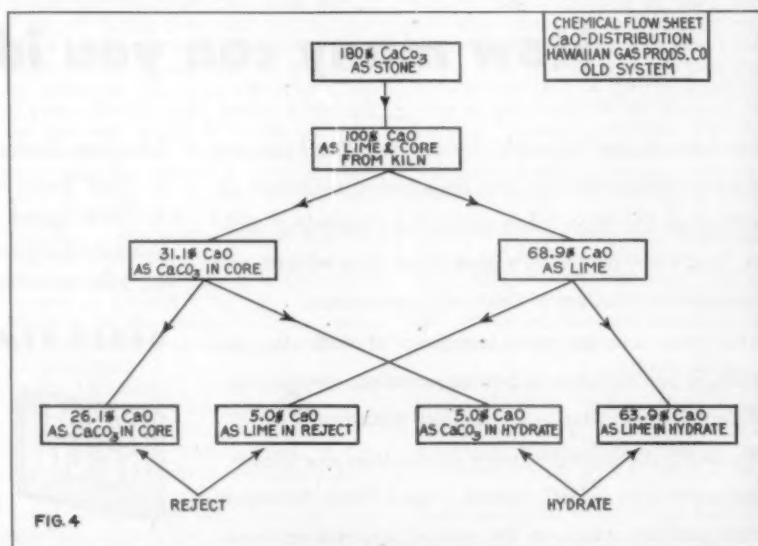 many can you
CHEMICAL FLOW SHEET
CaO-DISTRIBUTION
HAWAIIAN GAS PRODS. CO
OLD SYSTEM
180# CaCo₃
AS STONE
100# CaO
AS LIME & CORE
FROM KILN
31.1# CaO
AS CaCO₃ IN CORE
68.9# CaO
AS LIME
26.1# CaO
AS CaCO₃ IN CORE
5.0# CaO
AS LIME IN REJECT
5.0# CaO
AS CaCO₃ IN HYDRATE
63.9# CaO
AS LIME IN HYDRATE
REJECT
HYDRATE
FIG. 4